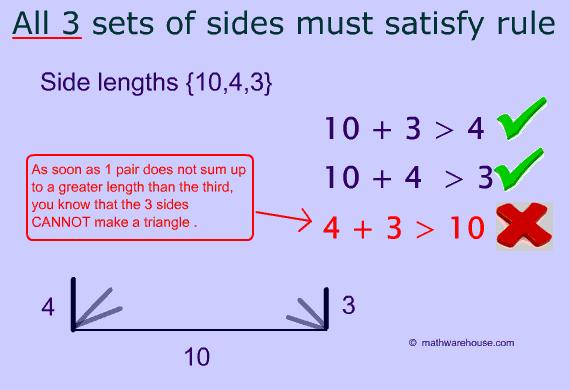 All 3 sets of sides must satisfy rule
Side lengths {10,4,3}
10 + 3 > 4
10 + 4 > 3
4 + 3 > 10
As soon as 1 pair does not sum up
to a greater length than the third,
you know that the 3 sides
CANNOT make a triangle .
4
3
10
© mathwarehouse.com